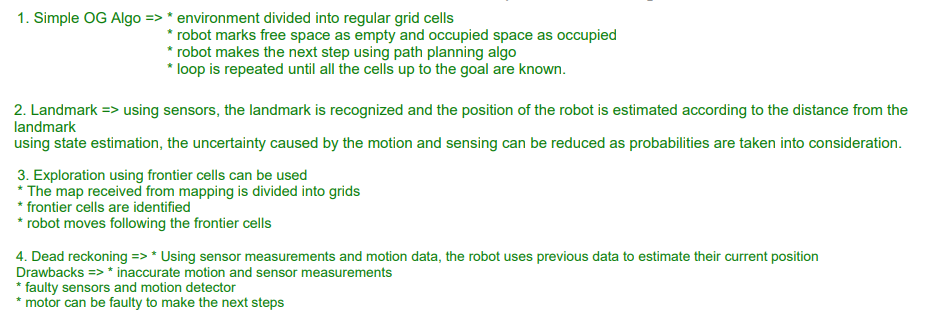 1. Simple OG Algo => * environment divided into regular grid cells
* robot marks free space as empty and occupied space as occupied
* robot makes the next step using path planning algo
* loop is repeated until all the cells up to the goal are known.
2. Landmark => using sensors, the landmark is recognized and the position of the robot is estimated according to the distance from the
landmark
using state estimation, the uncertainty caused by the motion and sensing can be reduced as probabilities are taken into consideration.
3. Exploration using frontier cells can be used
* The map received from mapping is divided into grids
* frontier cells are identified
* robot moves following the frontier cells
4. Dead reckoning => * Using sensor measurements and motion data, the robot uses previous data to estimate their current position
Drawbacks => * inaccurate motion and sensor measurements
* faulty sensors and motion detector
* motor can be faulty to make the next steps